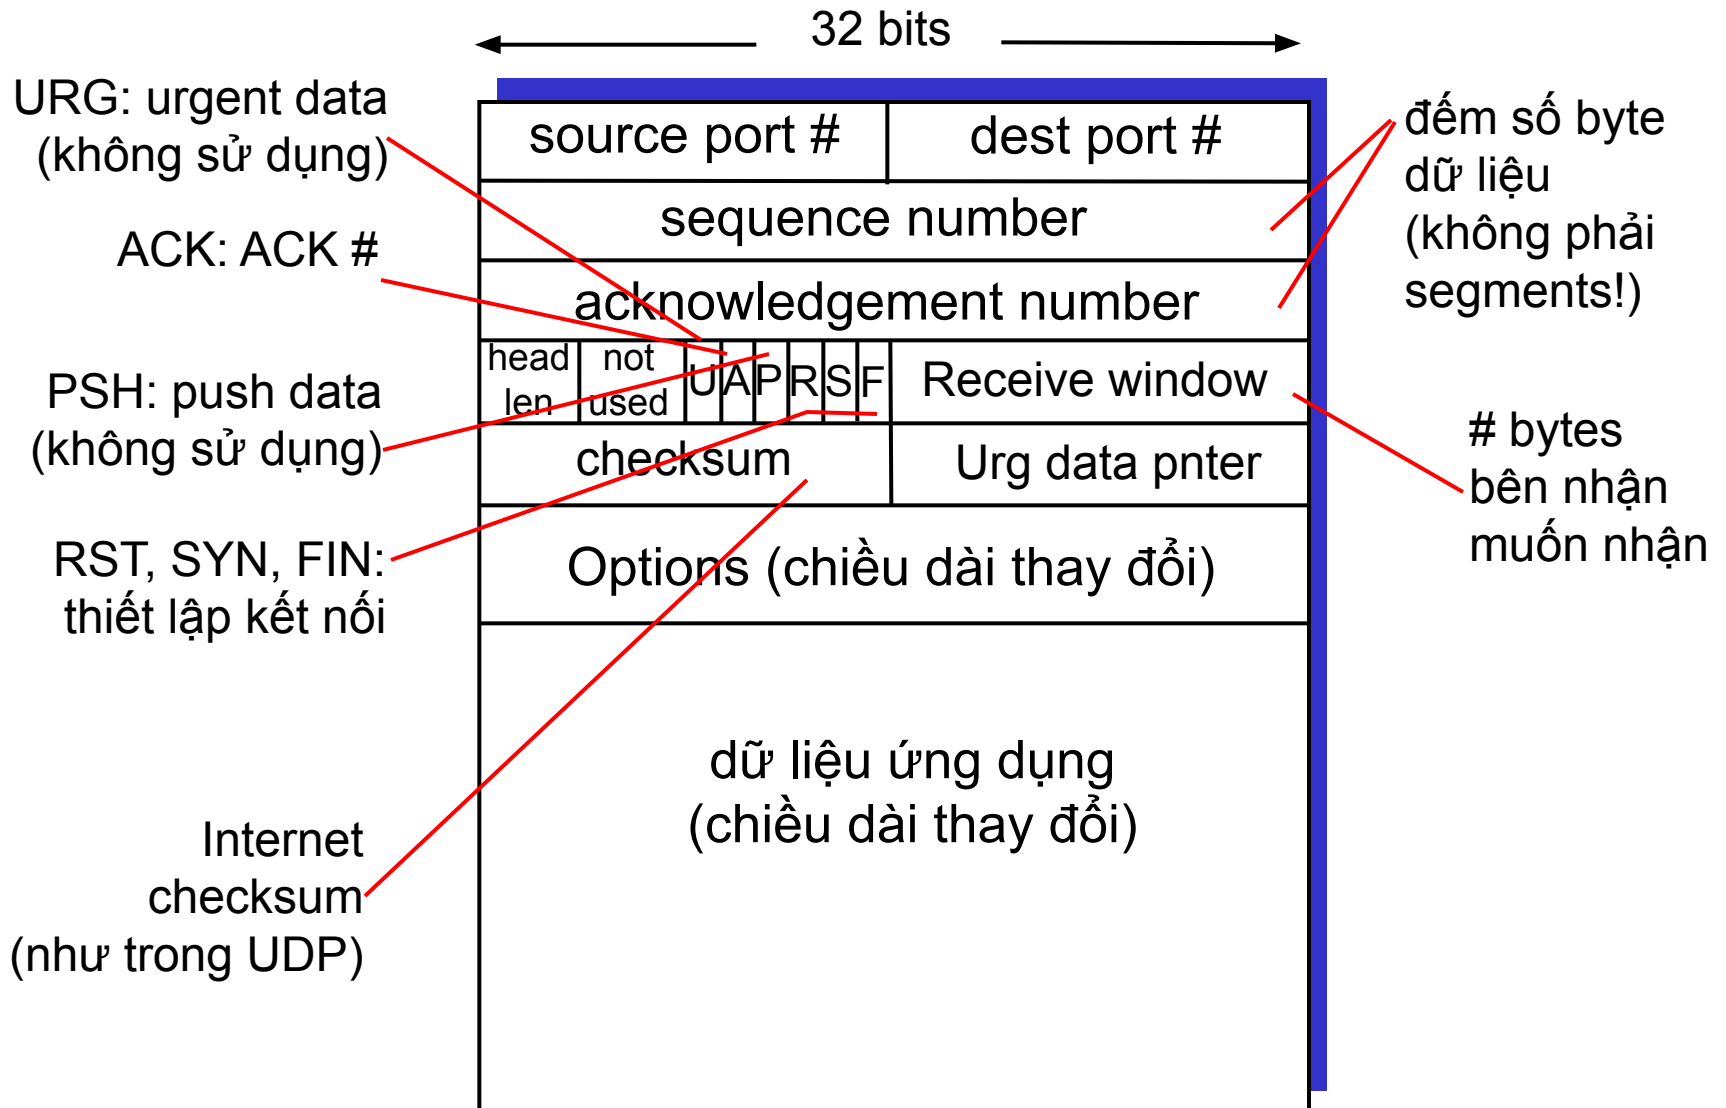 32 bits
URG: urgent data
(không sử dụng)
ACK: ACK #
PSH: push data
(không sử dụng)
RST, SYN, FIN:
thiết lập kết nối
Internet
checksum
(như trong UDP)
source port #
dest port #
sequence number
acknowledgement number
head
len
not
used
U
A
P
R
S
F
Receive window
checksum
Urg data pnter
Options (chiều dài thay đổi)
dữ liệu ứng dụng
(chiều dài thay đổi)
đếm số byte
dữ liệu
(không phải
segments!)
# bytes
bên nhận
muốn nhận